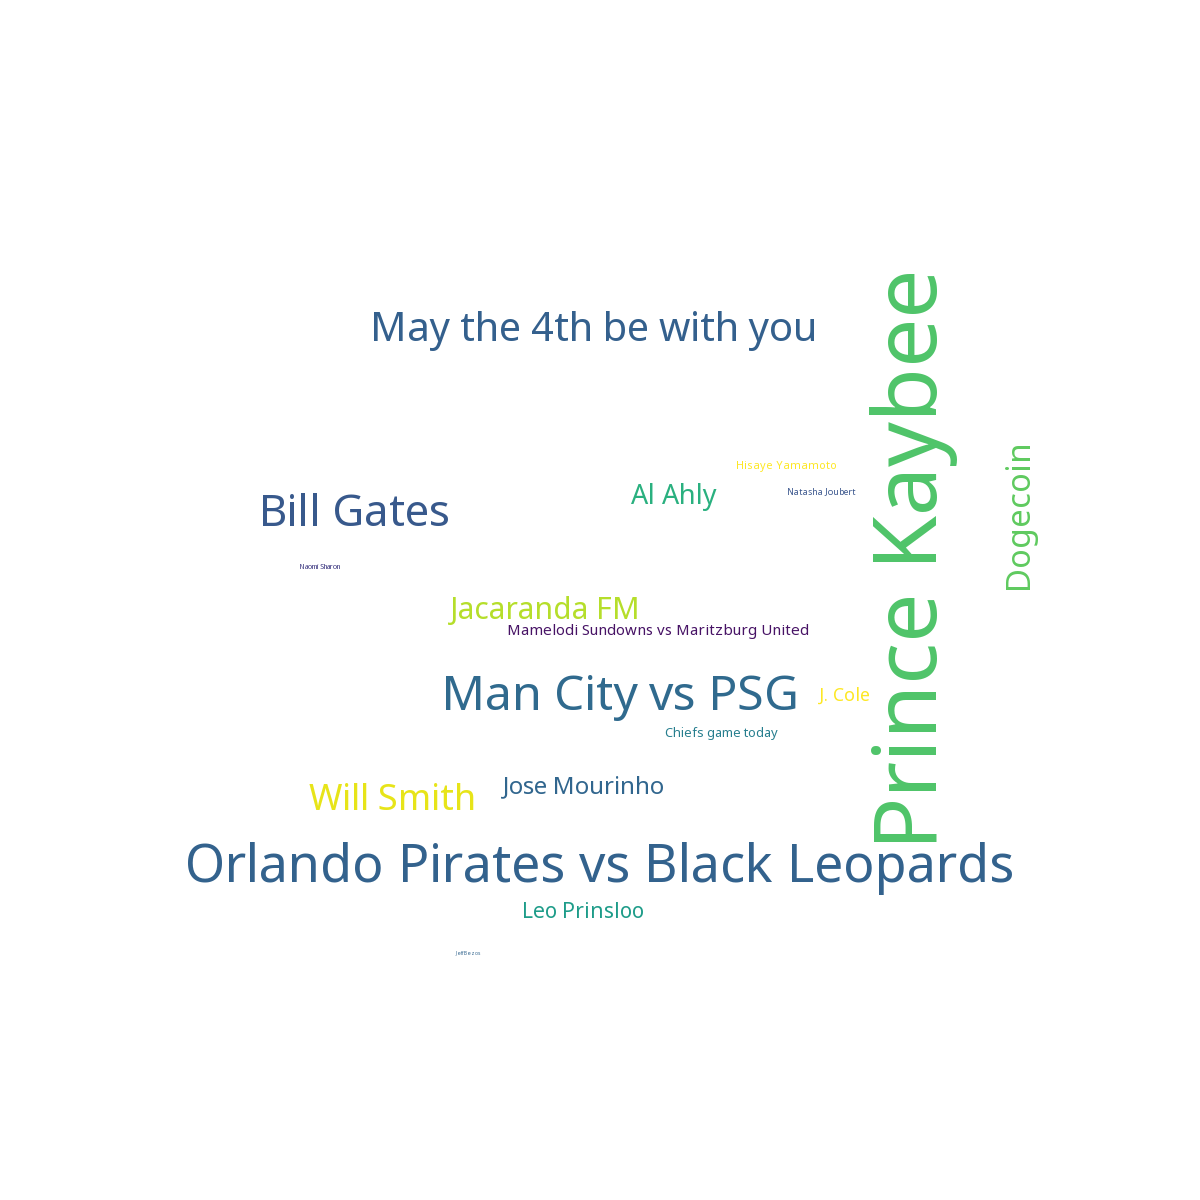 May the 4th be with you
Prince Kaybee
Dogecoin
Hisaye Yamamoto
Al Ahly
Natasha Joubert
Bill Gates
Naomi Sharon
Jacaranda FM
Mamelodi Sundowns vs Maritzburg United
Man City vs PSG
J. Cole
Chiefs game today
Will Smith
Jose Mourinho
Orlando Pirates vs Black Leopards
Leo Prinsloo
Jeff Bezos